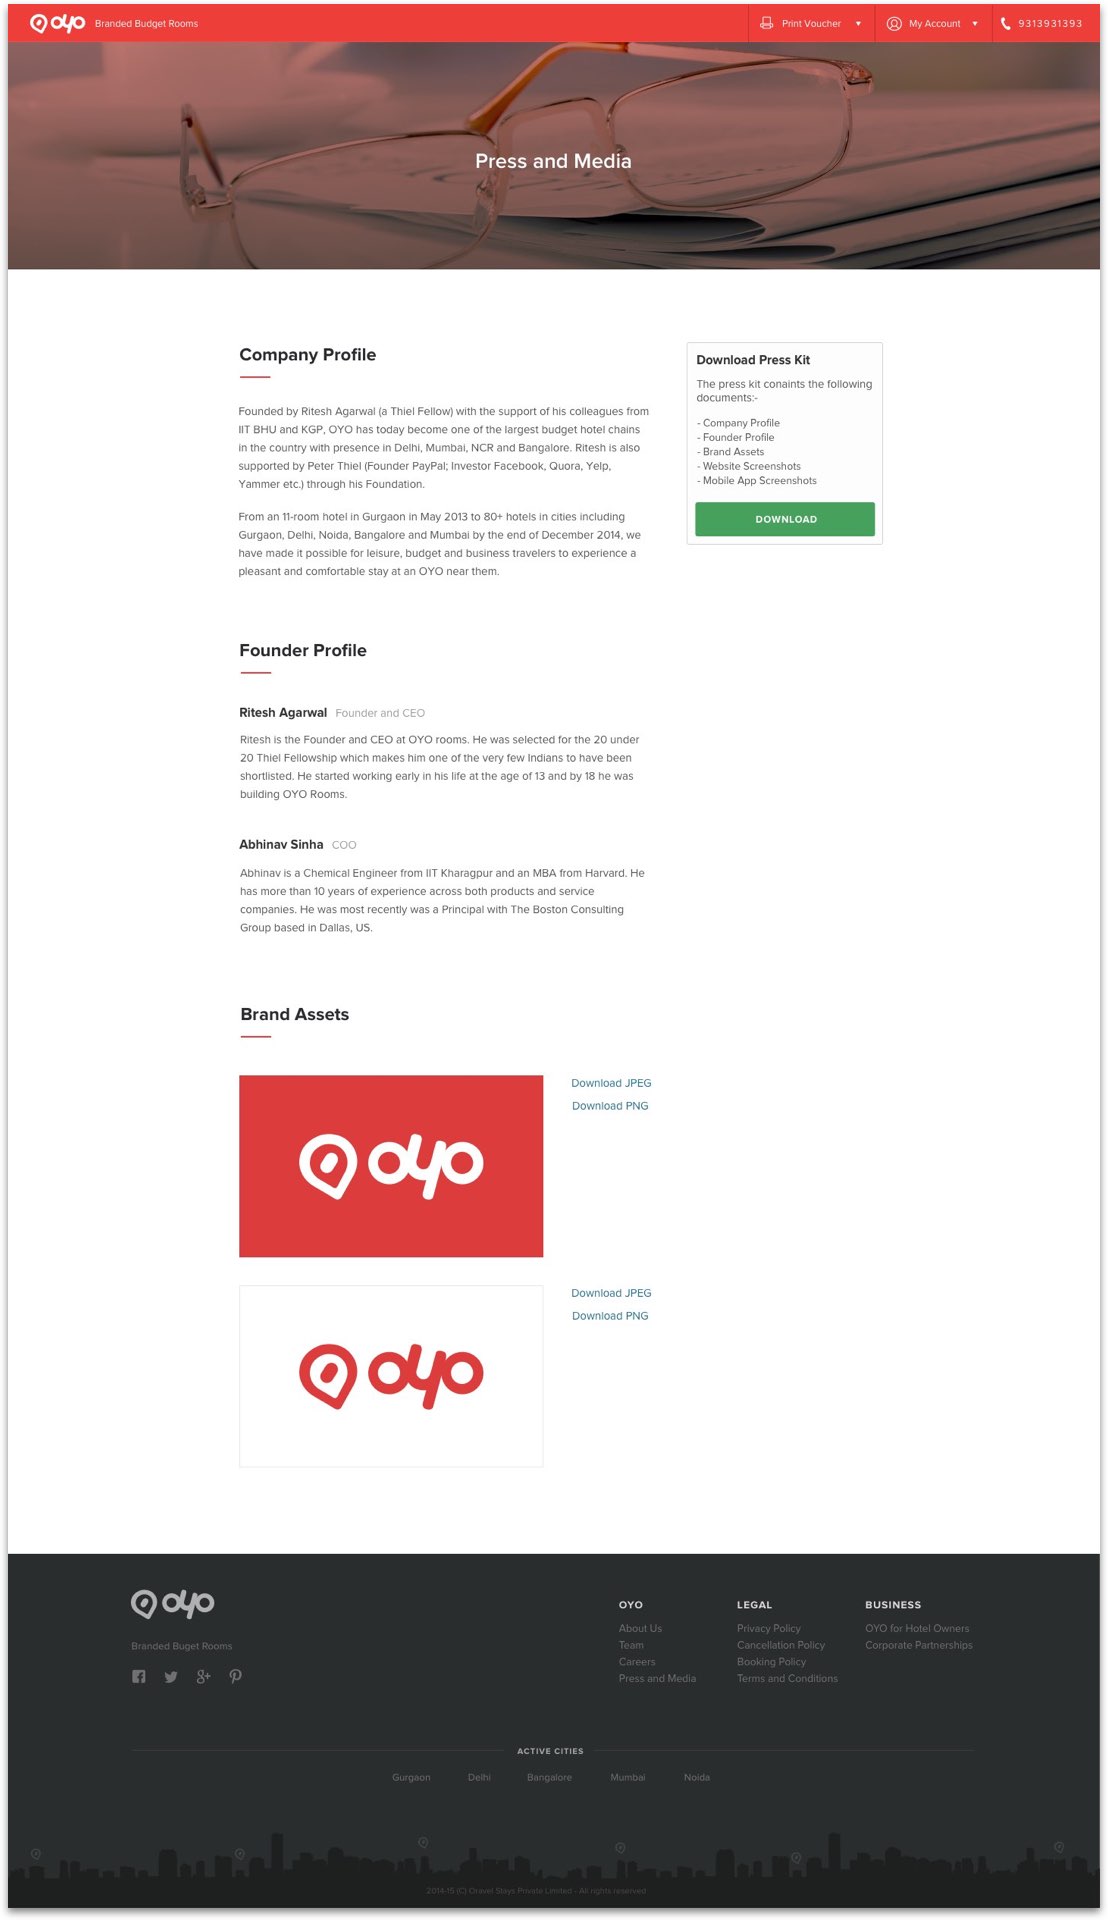 oyo Branded Budget Rooms Print Voucher My Account 9313931393
Press and Media
Company Profile
Founded by Ritesh Agarwal (a Thiel Fellow) with the support of his colleagues from
IIT BHU and KGP, OYO has today become one of the largest budget hotel chains
in the country with presence in Delhi, Mumbai, NCR and Bangalore. Ritesh is also
supported by Peter Thiel (Founder PayPal; Investor Facebook, Quora, Yelp,
Yammer etc.) through his Foundation.
From an 11-room hotel in Gurgaon in May 2013 to 80+ hotels in cities including
Gurgaon, Delhi, Noida, Bangalore and Mumbai by the end of December 2014, we
have made it possible for leisure, budget and business travelers to experience a
pleasant and comfortable stay at an OYO near them.
Download Press Kit
The press kit conaints the following
documents:-
- Company Profile
- Founder Profile
- Brand Assets
- Website Screenshots
- Mobile App Screenshots
DOWNLOAD
Founder Profile
Ritesh Agarwal Founder and CEO
Ritesh is the Founder and CEO at OYO rooms. He was selected for the 20 under
20 Thiel Fellowship which makes him one of the very few Indians to have been
shortlisted. He started working early in his life at the age of 13 and by 18 he was
building OYO Rooms.
Abhinav Sinha COO
Abhinav is a Chemical Engineer from IIT Kharagpur and an MBA from Harvard. He
has more than 10 years of experience across both products and service
companies. He was most recently was a Principal with The Boston Consulting
Group based in Dallas, US.
Brand Assets
oyo
Download JPEG
Download PNG
oyo
Download JPEG
Download PNG
oyo
Branded Buget Rooms
OYO
About Us
Team
Careers
Press and Media
LEGAL
Privacy Policy
Cancellation Policy
Booking Policy
Terms and Conditions
BUSINESS
OYO for Hotel Owners
Corporate Partnerships
ACTIVE CITIES
Gurgaon Delhi Bangalore Mumbai Noida
2014-15 (C) Oravel Stays Private Limited - All rights reserved